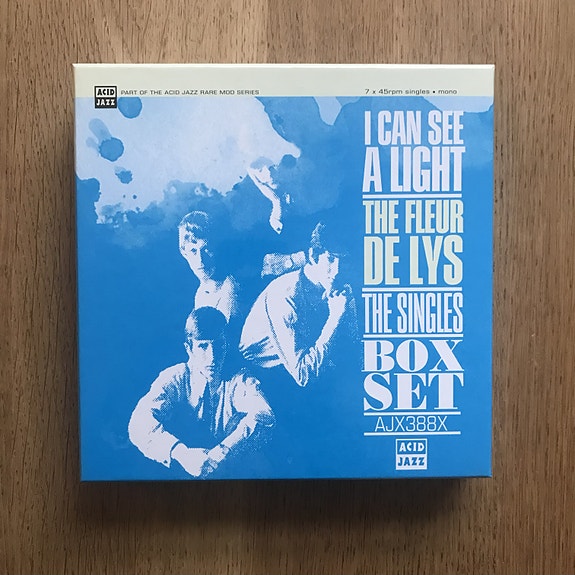 ACID
JAZZ
PART OF THE ACID JAZZ RARE MOD SERIES
7 x 45rpm singles • mono
I CAN SEE
A LIGHT
THE FLEUR
DE LYS
THE SINGLES
BOX
SET
AJX388X
ACID
JAZZ